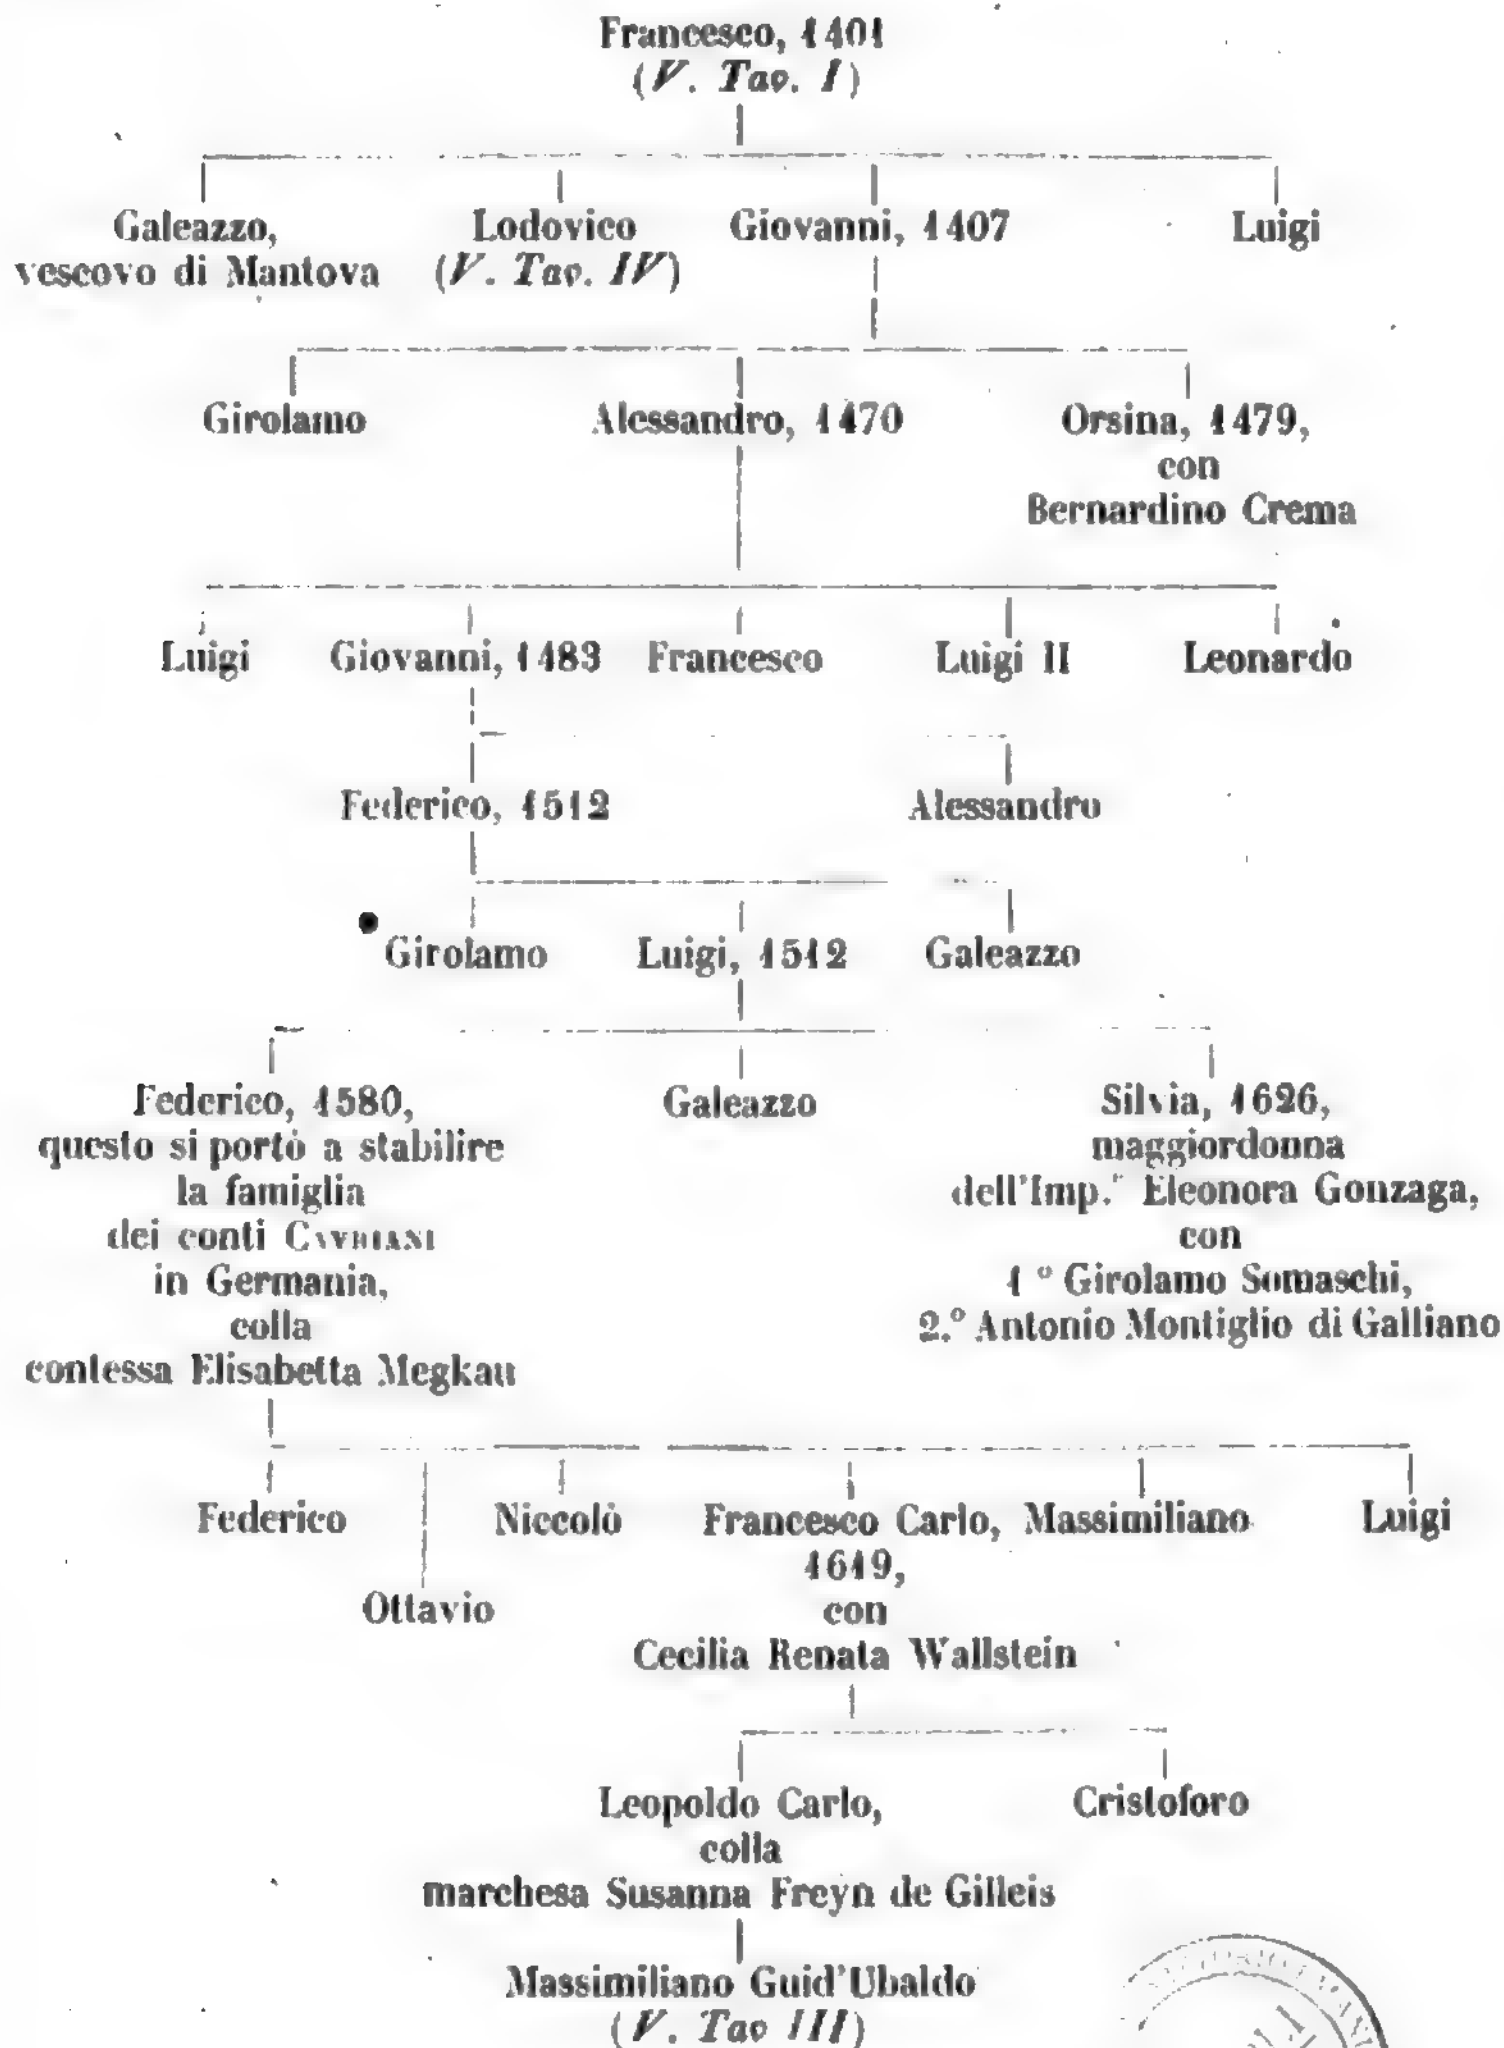 Francesco, 1401
(V. Tav. I)
Galeazzo,
vescovo di Mantova
Lodovico
(V. Tav. IV)
Giovanni, 1407
Luigi
Girolamo
Alessandro, 1470
Orsina, 1479,
con
Bernardino Crema
Luigi
Giovanni, 1483
Francesco
Luigi II
Leonardo
Federico, 1512
Alessandro
Girolamo
Luigi, 1512
Galeazzo
Federico, 1580,
questo si portò a stabilire
la famiglia
dei conti CAVRIANI
in Germania,
colla
contessa Elisabetta Megkau
Galeazzo
Silvia, 1626,
maggiordonna
dell'Imp.ʳ Eleonora Gonzaga,
con
1º Girolamo Somaschi,
2.º Antonio Montiglio di Galliano
Federico
Ottavio
Niccolò
Francesco Carlo,
1619,
con
Cecilia Renata Wallstein
Massimiliano
Luigi
Leopoldo Carlo,
colla
marchesa Susanna Freyn de Gilleis
Cristoforo
Massimiliano Guid'Ubaldo
(V. Tav III)